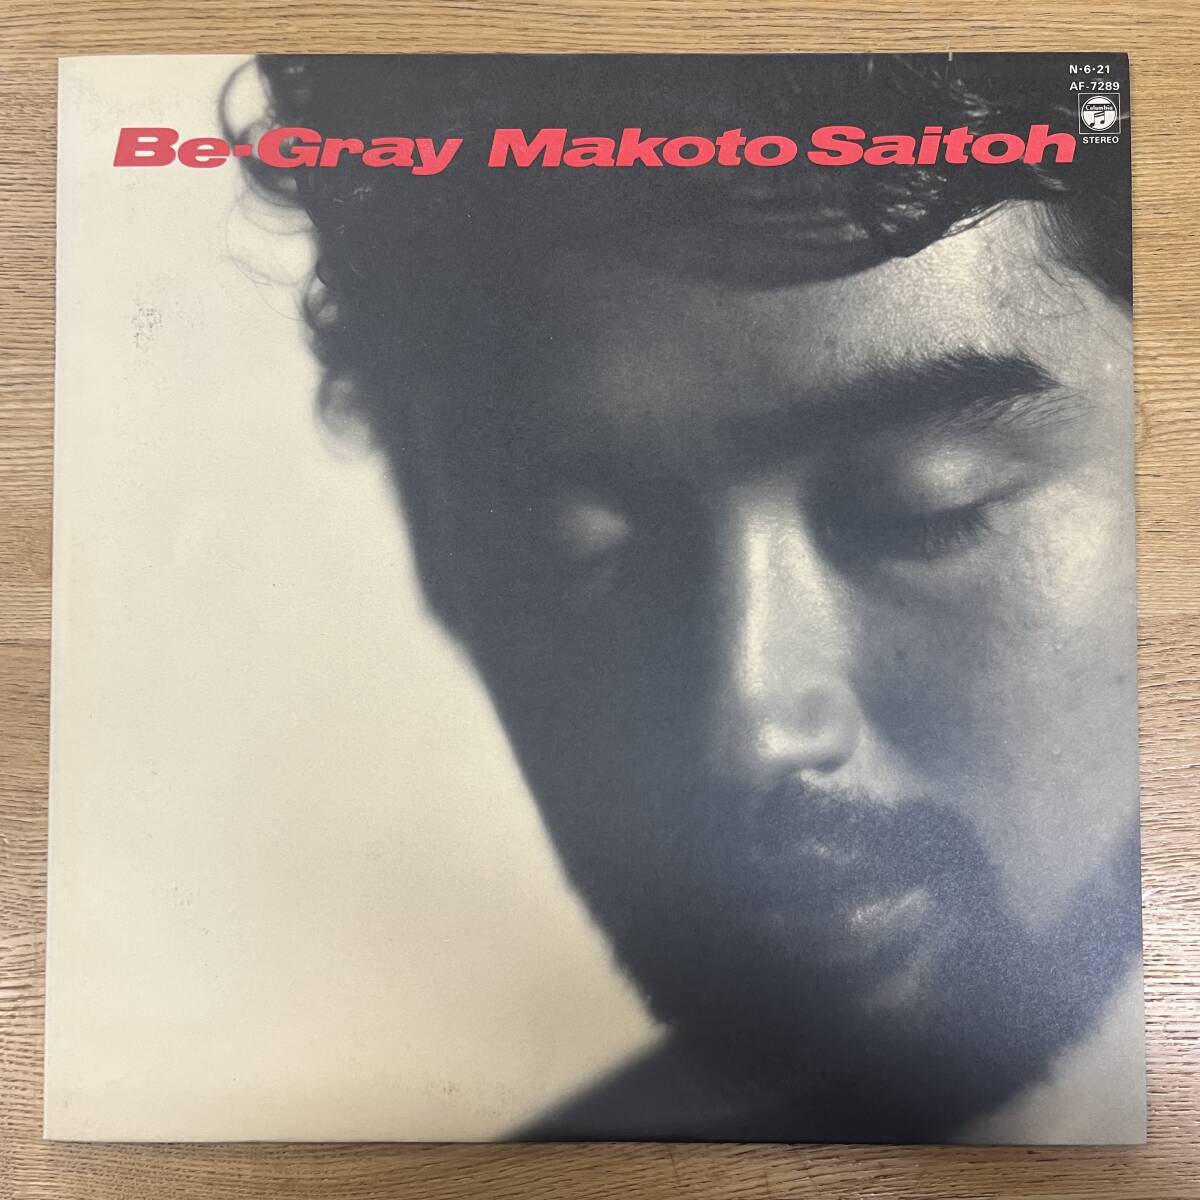 N・6・21
AF-7289
Columbia
STEREO
Be-Gray Makoto Saitoh